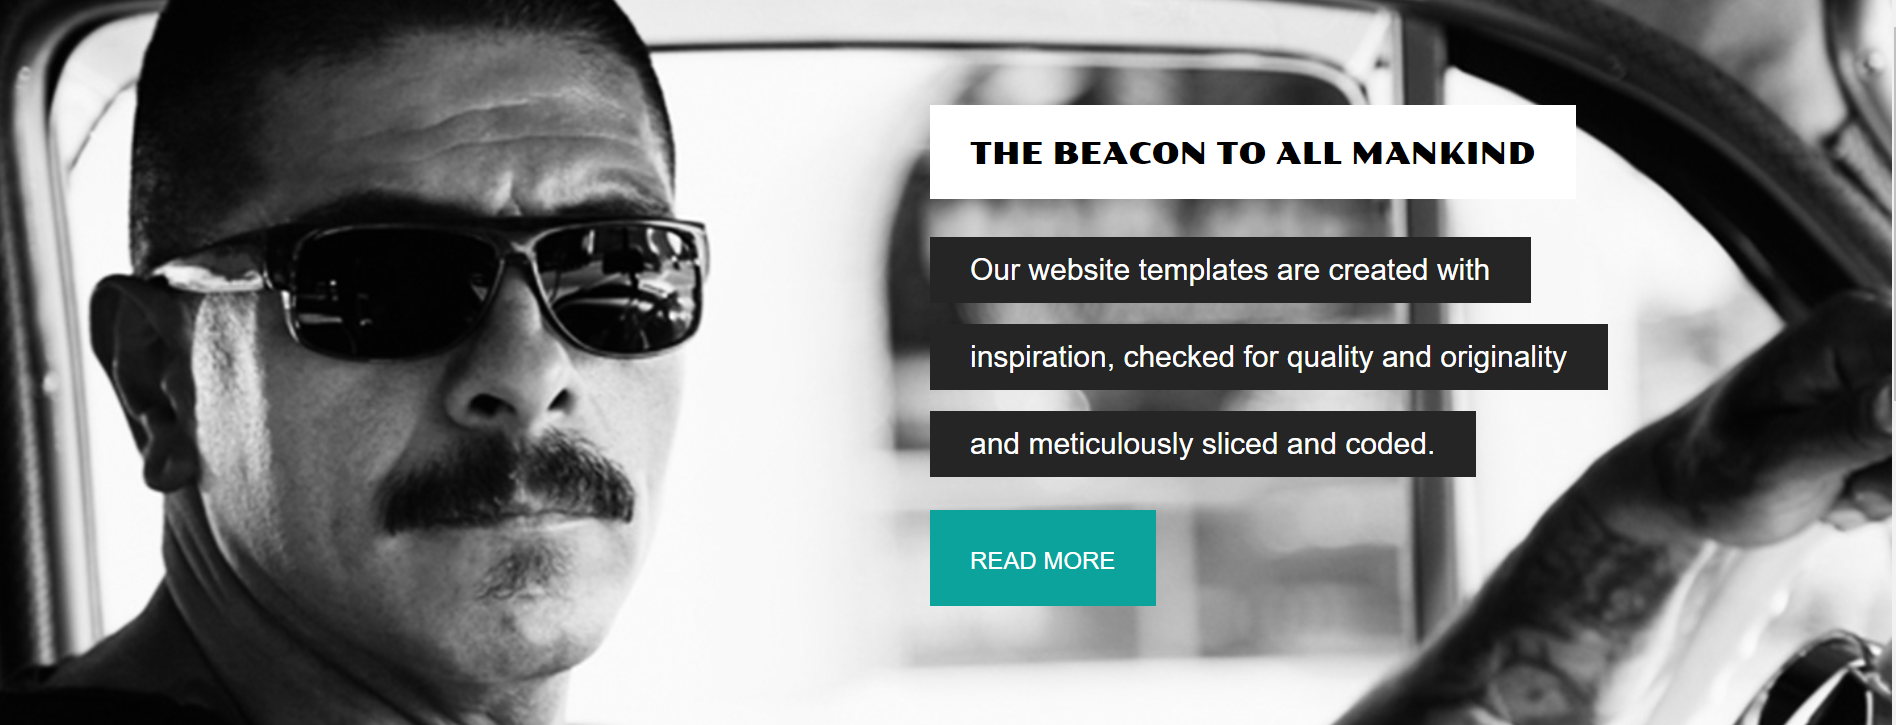 THE BEACON TO ALL MANKIND
Our website templates are created with
inspiration, checked for quality and originality
and meticulously sliced and coded.
READ MORE